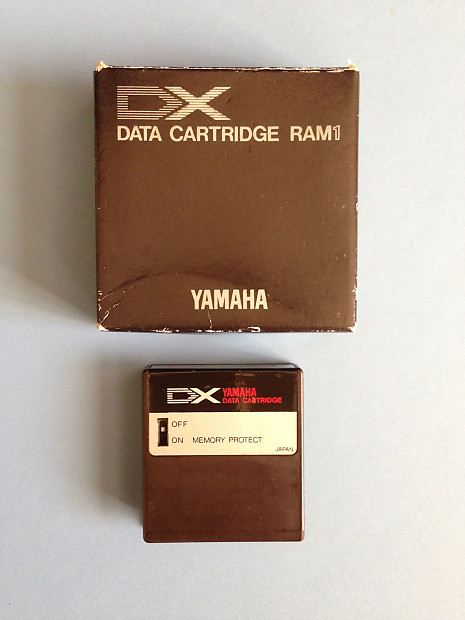 DX
DATA CARTRIDGE RAM1
YAMAHA
DX YAMAHA
DATA CARTRIDGE
OFF
ON MEMORY PROTECT
JAPAN